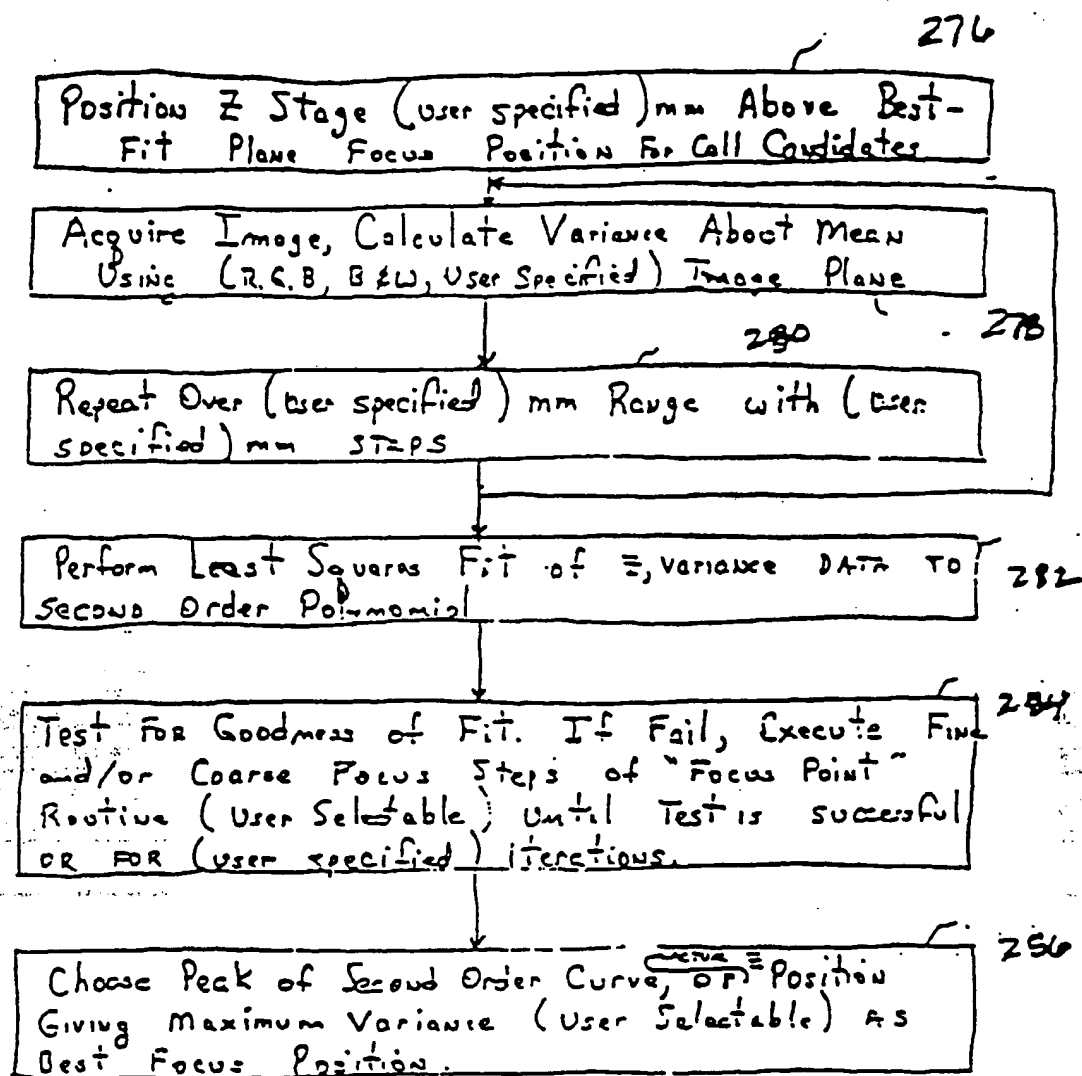 276
Position Z Stage (user specified) mm Above Best-
Fit Plane Focus Position For Cell Candidates
Acquire Image, Calculate Variance About Mean
Using (R.G.B, B&W, User Specified) Image Plane
278
280
Repeat Over (user specified) mm Range with (user
specified) mm STEPS
Perform Least Squares Fit of Z, variance DATA TO
Second Order Polynomial
282
284
Test FOR Goodness of Fit. If Fail, Execute Fine
and/or Coarse Focus Steps of "Focus Point"
Routine (User Selectable) Until Test is successful
OR FOR (user specified) iterations.
256
Choose Peak of Second Order Curve, or Z Position
Giving Maximum Variance (User Selectable) AS
Best Focus Position.